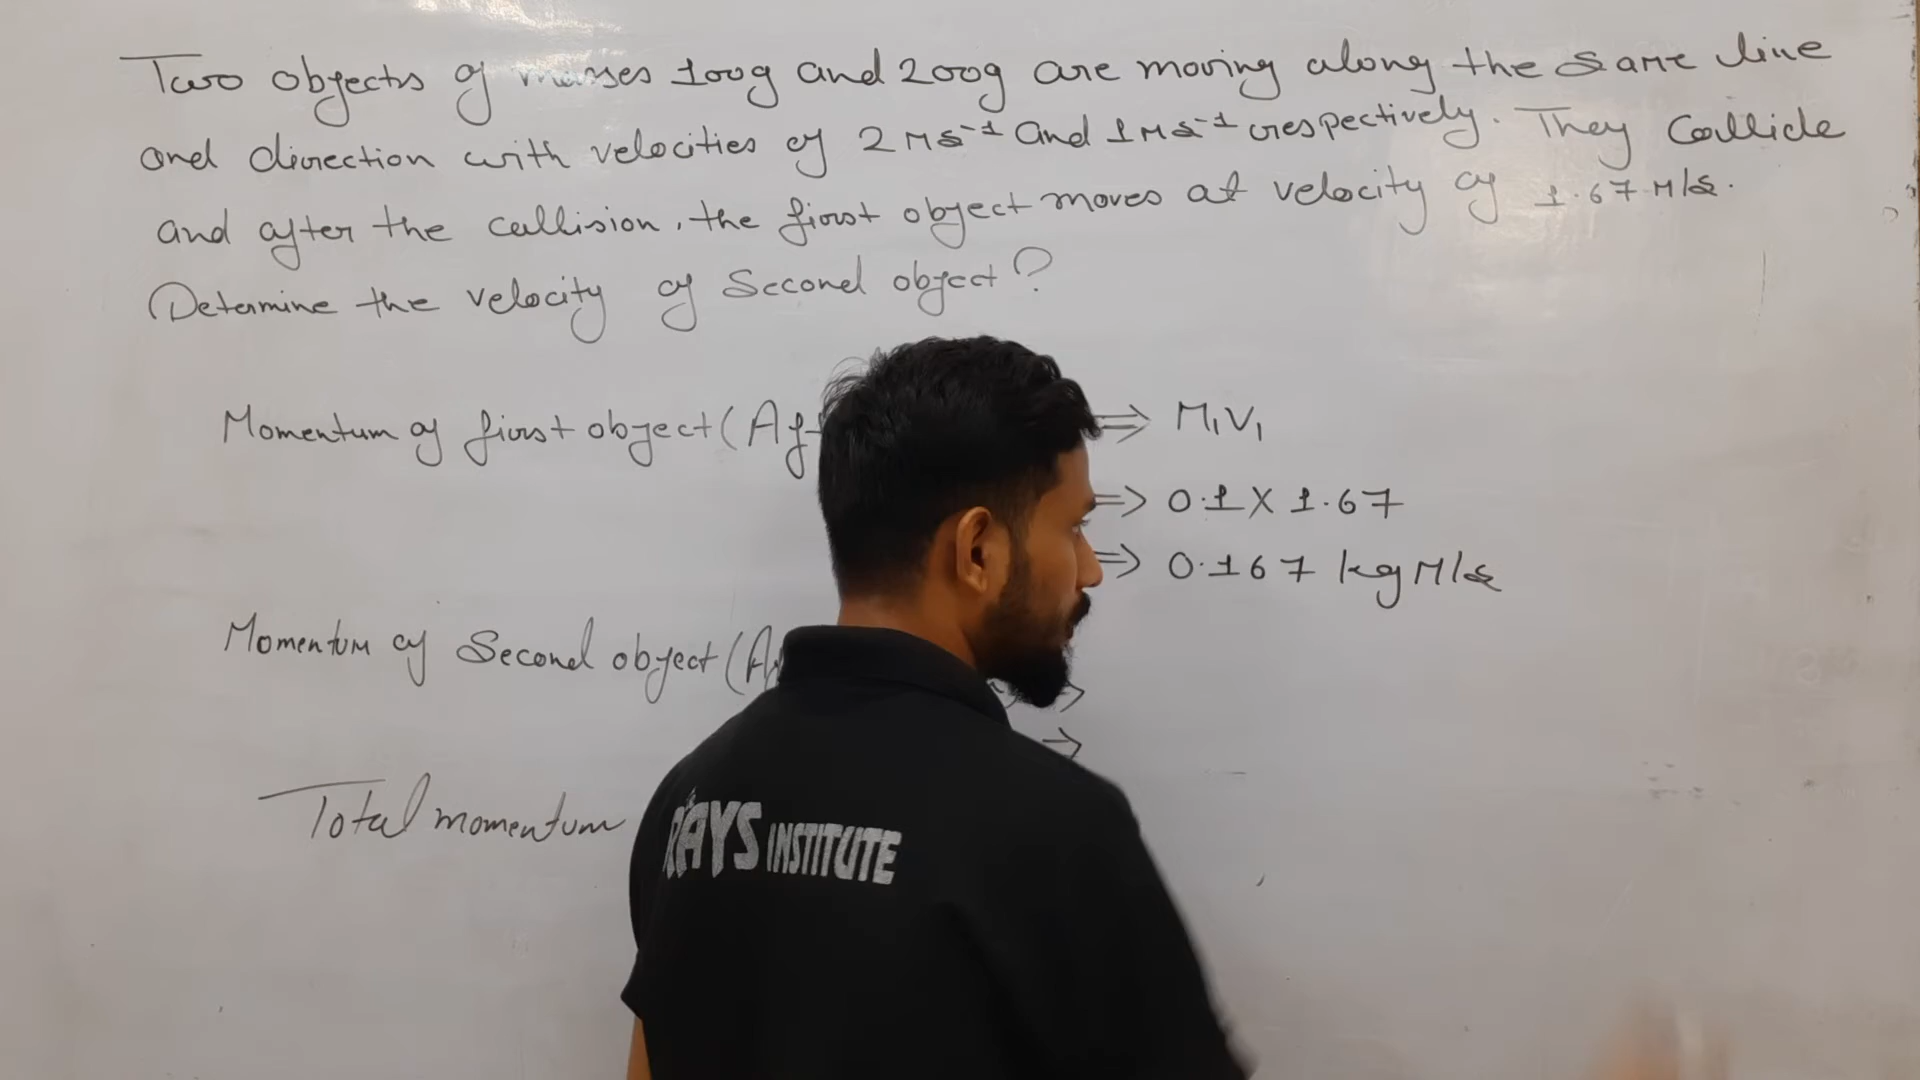 Two objects of masses 100g and 200g are moving along the same line
and direction with velocities of 2 ms⁻¹ and 1 ms⁻¹ respectively. They Collide
and after the collision, the first object moves at velocity of 1.67 m/s.
Determine the velocity of Second object?
Momentum of first object ( ⇒ M₁V₁
⇒ 0.1 X 1.67
⇒ 0.167 kg m/s
Momentum of Second object (
Total momentum
RAYS INSTITUTE